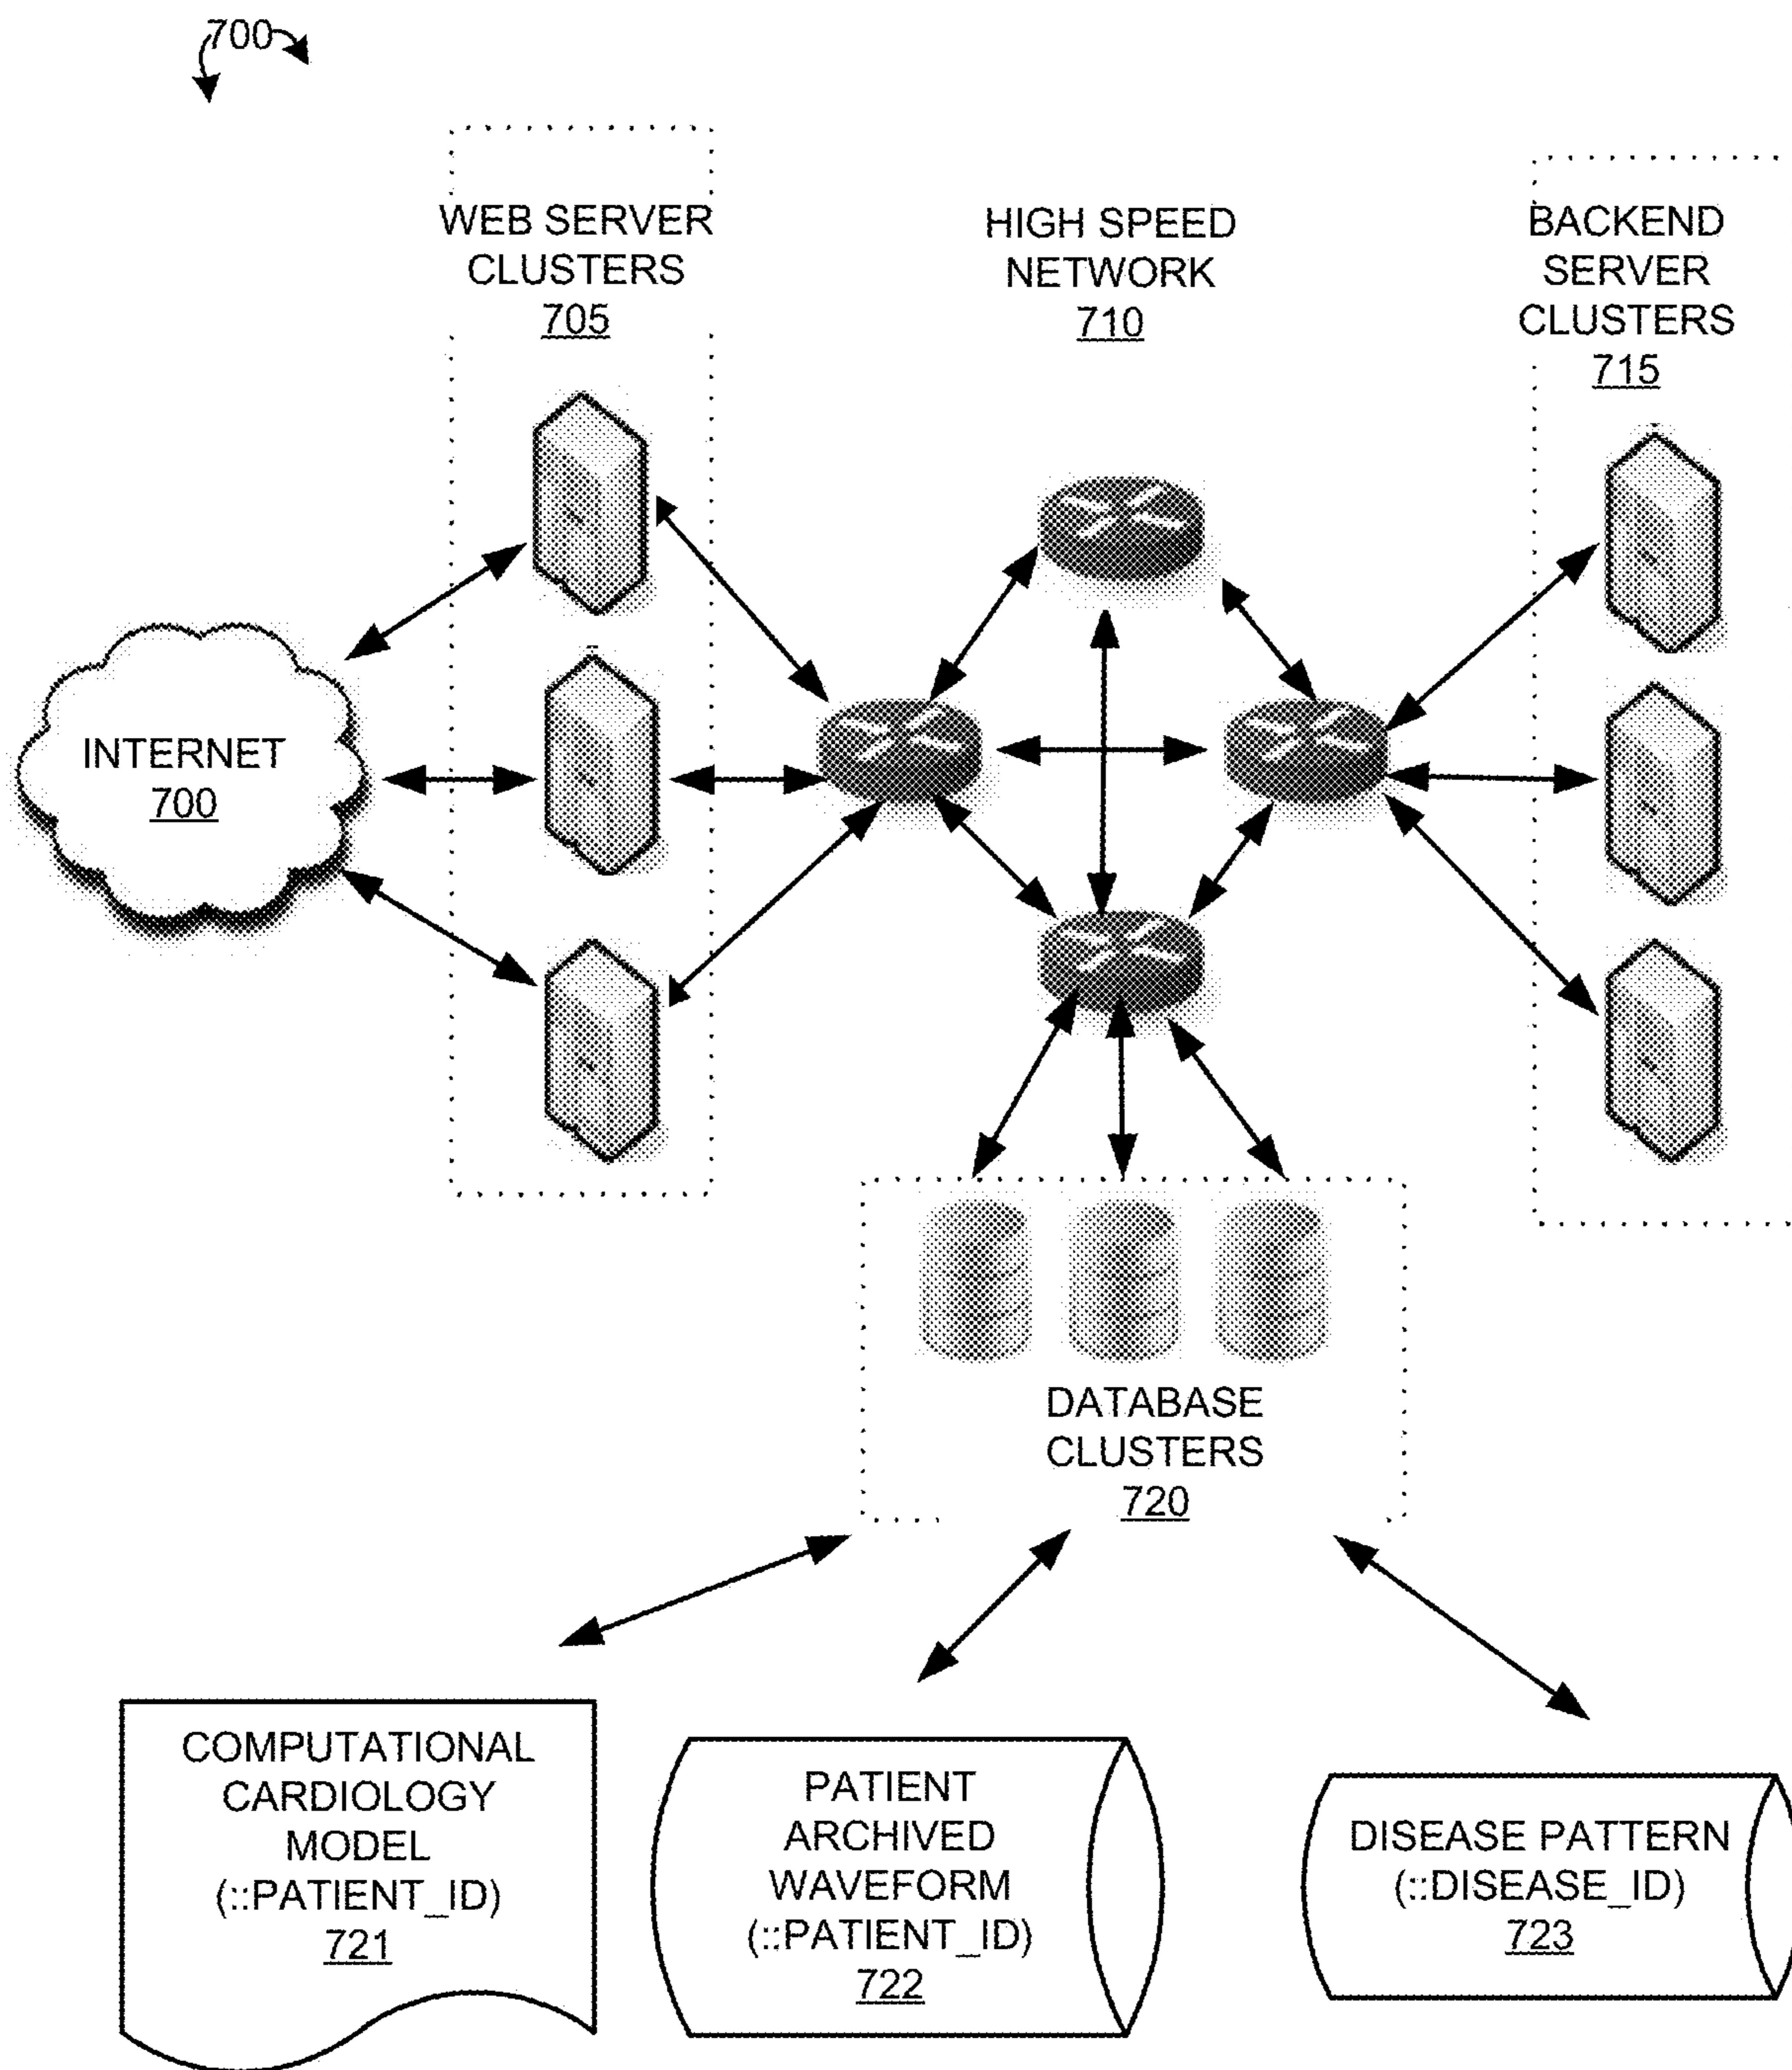 700
WEB SERVER
CLUSTERS
705
HIGH SPEED
NETWORK
710
BACKEND
SERVER
CLUSTERS
715
INTERNET
700
DATABASE
CLUSTERS
720
COMPUTATIONAL
CARDIOLOGY
MODEL
(::PATIENT_ID)
721
PATIENT
ARCHIVED
WAVEFORM
(::PATIENT_ID)
722
DISEASE PATTERN
(::DISEASE_ID)
723